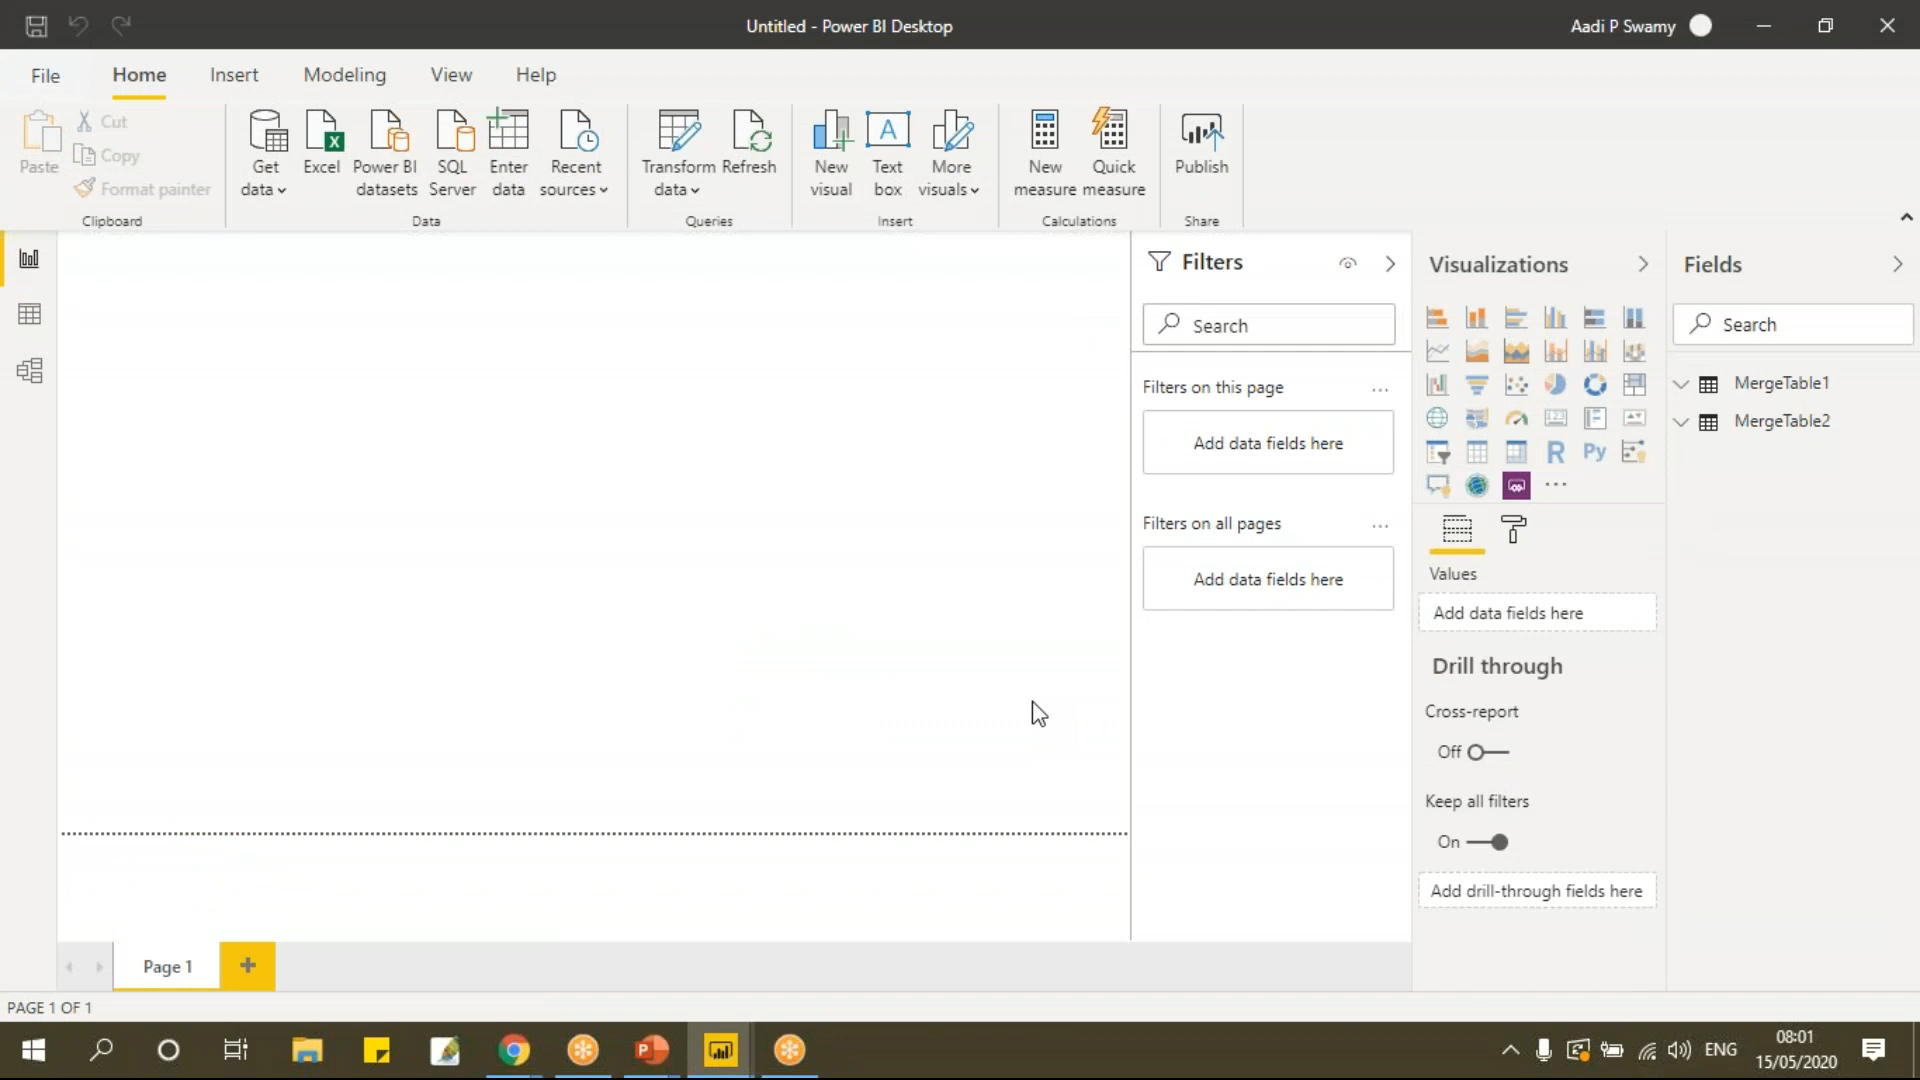 Untitled - Power BI Desktop
Aadi P Swamy
File
Home
Insert
Modeling
View
Help
Paste
Cut
Copy
Format painter
Clipboard
Get data
Excel
Power BI datasets
SQL Server
Enter data
Recent sources
Data
Transform data
Refresh
Queries
New visual
Text box
More visuals
Insert
New measure
Quick measure
Calculations
Publish
Share
Filters
Search
Filters on this page
Add data fields here
Filters on all pages
Add data fields here
Visualizations
R
Py
Values
Add data fields here
Drill through
Cross-report
Off
Keep all filters
On
Add drill-through fields here
Fields
Search
MergeTable1
MergeTable2
Page 1
PAGE 1 OF 1
ENG
08:01
15/05/2020